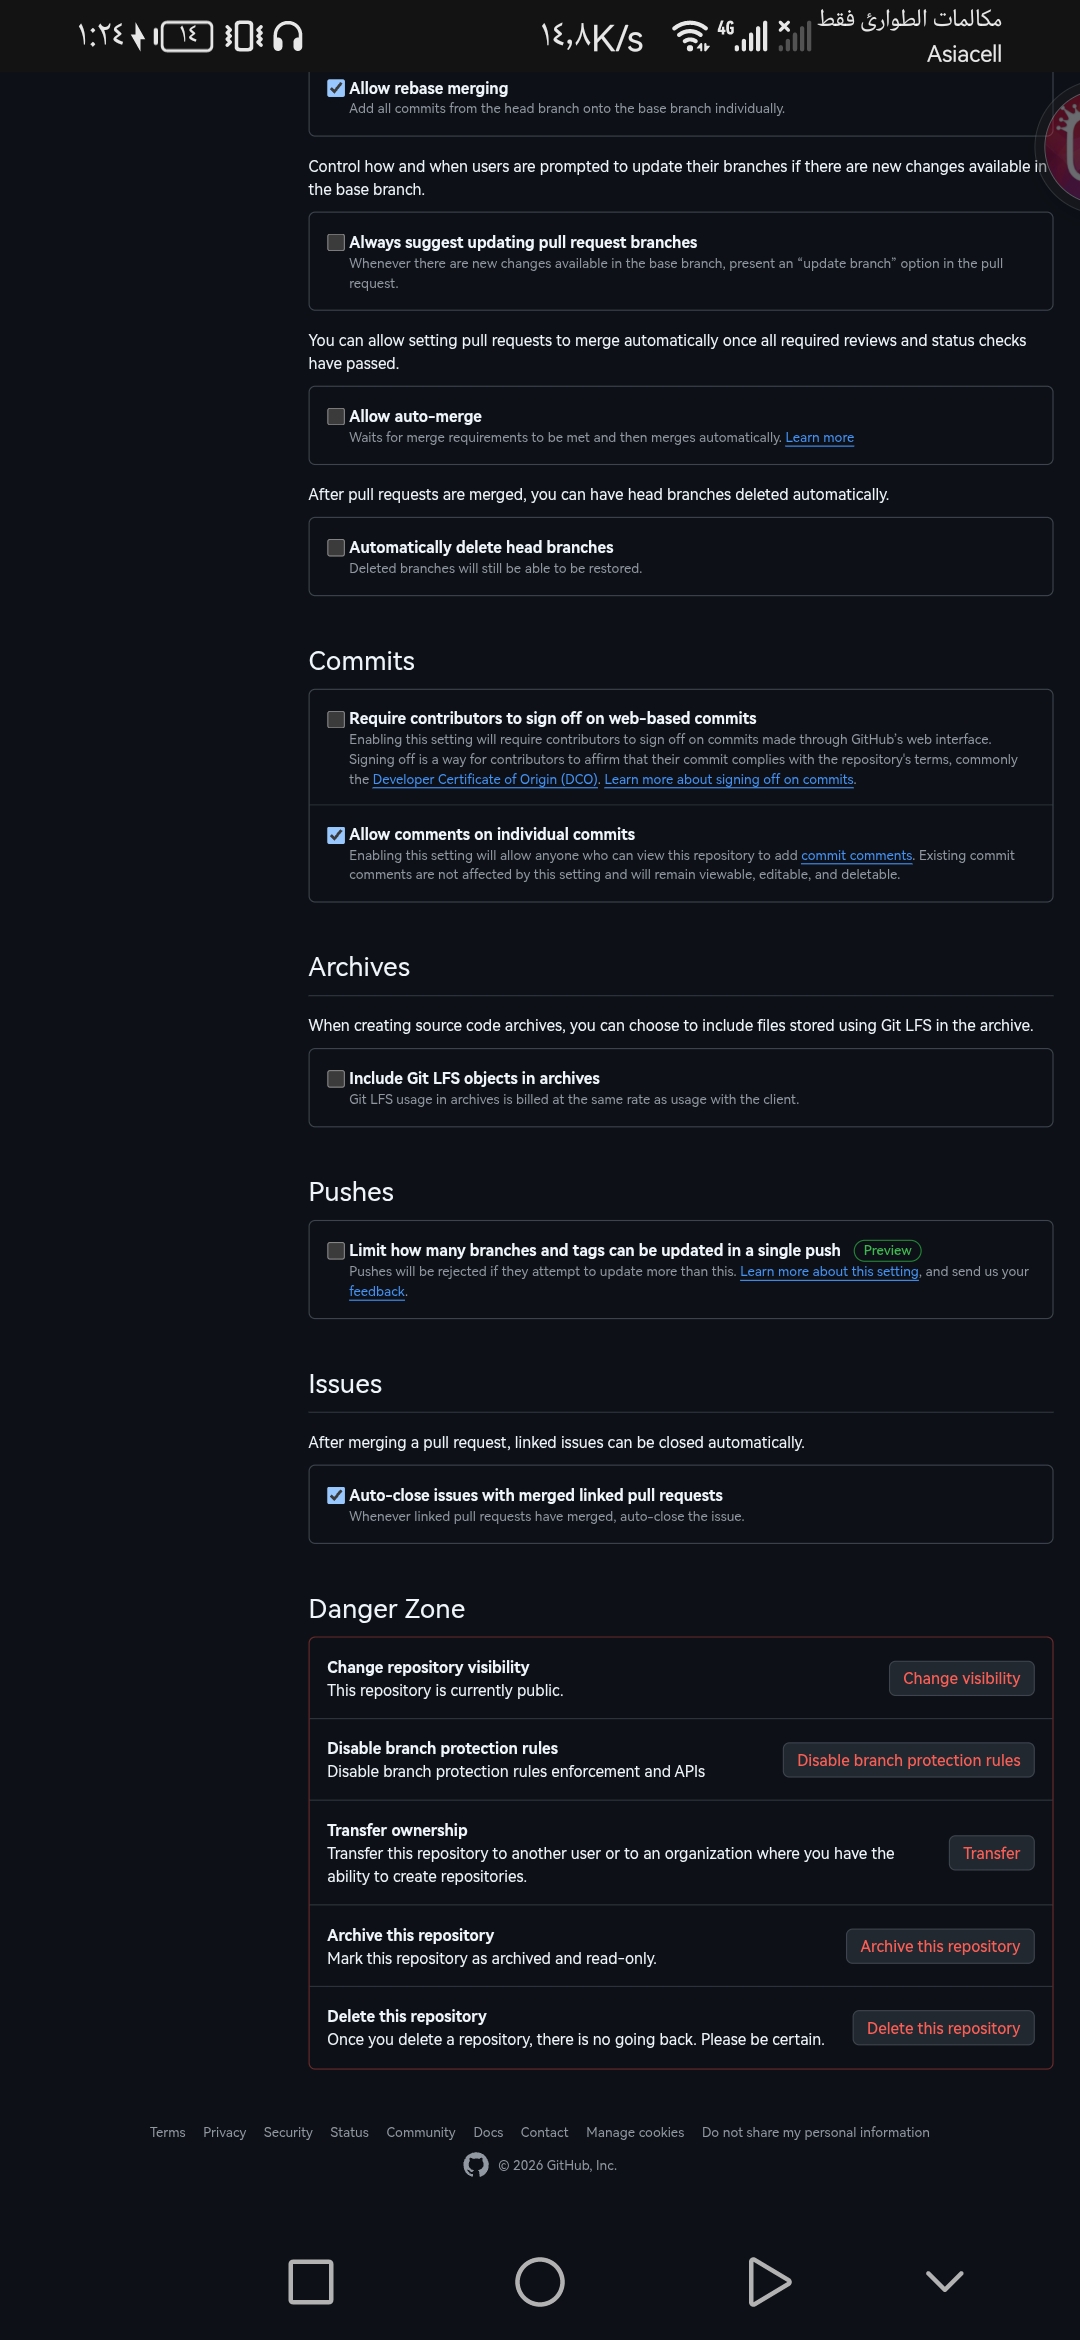 ١:٢٤
١٤
١٤,٨K/s
4G
مكالمات الطوارئ فقط
Asiacell
Allow rebase merging
Add all commits from the head branch onto the base branch individually.
Control how and when users are prompted to update their branches if there are new changes available in
the base branch.
Always suggest updating pull request branches
Whenever there are new changes available in the base branch, present an “update branch” option in the pull
request.
You can allow setting pull requests to merge automatically once all required reviews and status checks
have passed.
Allow auto-merge
Waits for merge requirements to be met and then merges automatically. Learn more
After pull requests are merged, you can have head branches deleted automatically.
Automatically delete head branches
Deleted branches will still be able to be restored.
Commits
Require contributors to sign off on web-based commits
Enabling this setting will require contributors to sign off on commits made through GitHub's web interface.
Signing off is a way for contributors to affirm that their commit complies with the repository's terms, commonly
the Developer Certificate of Origin (DCO). Learn more about signing off on commits.
Allow comments on individual commits
Enabling this setting will allow anyone who can view this repository to add commit comments. Existing commit
comments are not affected by this setting and will remain viewable, editable, and deletable.
Archives
When creating source code archives, you can choose to include files stored using Git LFS in the archive.
Include Git LFS objects in archives
Git LFS usage in archives is billed at the same rate as usage with the client.
Pushes
Limit how many branches and tags can be updated in a single push Preview
Pushes will be rejected if they attempt to update more than this. Learn more about this setting, and send us your
feedback.
Issues
After merging a pull request, linked issues can be closed automatically.
Auto-close issues with merged linked pull requests
Whenever linked pull requests have merged, auto-close the issue.
Danger Zone
Change repository visibility
This repository is currently public.
Change visibility
Disable branch protection rules
Disable branch protection rules enforcement and APIs
Disable branch protection rules
Transfer ownership
Transfer this repository to another user or to an organization where you have the
ability to create repositories.
Transfer
Archive this repository
Mark this repository as archived and read-only.
Archive this repository
Delete this repository
Once you delete a repository, there is no going back. Please be certain.
Delete this repository
Terms Privacy Security Status Community Docs Contact Manage cookies Do not share my personal information
© 2026 GitHub, Inc.